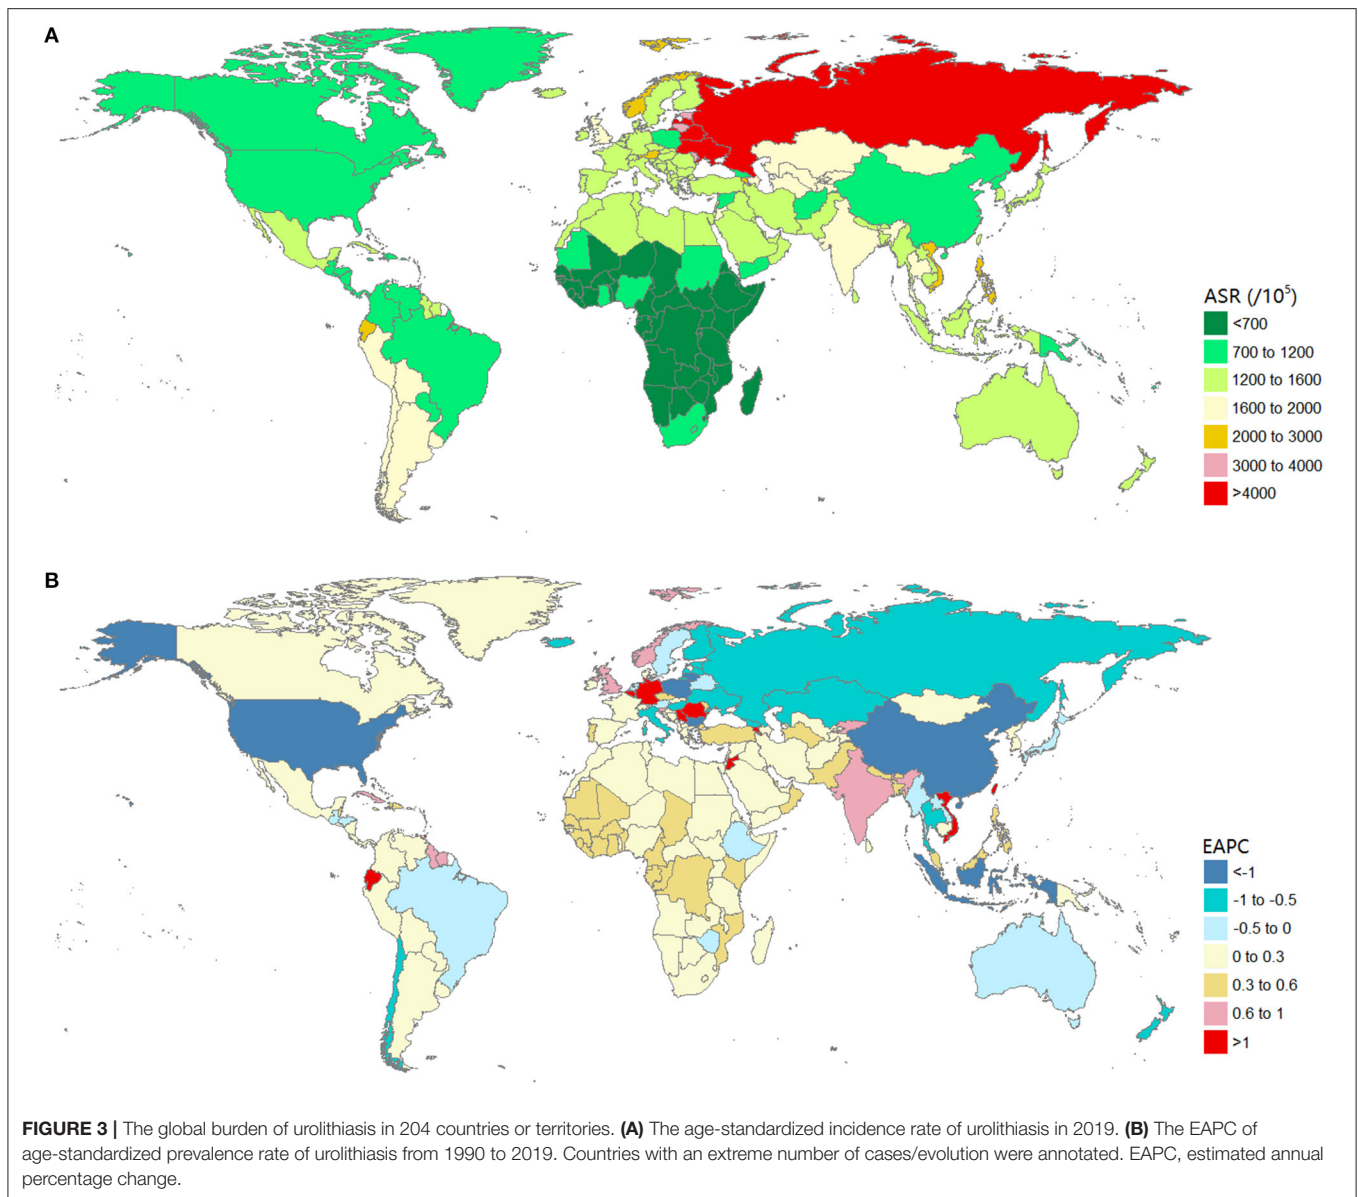 A
ASR (/10⁵)
<700
700 to 1200
1200 to 1600
1600 to 2000
2000 to 3000
3000 to 4000
>4000
B
EAPC
<-1
-1 to -0.5
-0.5 to 0
0 to 0.3
0.3 to 0.6
0.6 to 1
>1
FIGURE 3 | The global burden of urolithiasis in 204 countries or territories. (A) The age-standardized incidence rate of urolithiasis in 2019. (B) The EAPC of
age-standardized prevalence rate of urolithiasis from 1990 to 2019. Countries with an extreme number of cases/evolution were annotated. EAPC, estimated annual
percentage change.